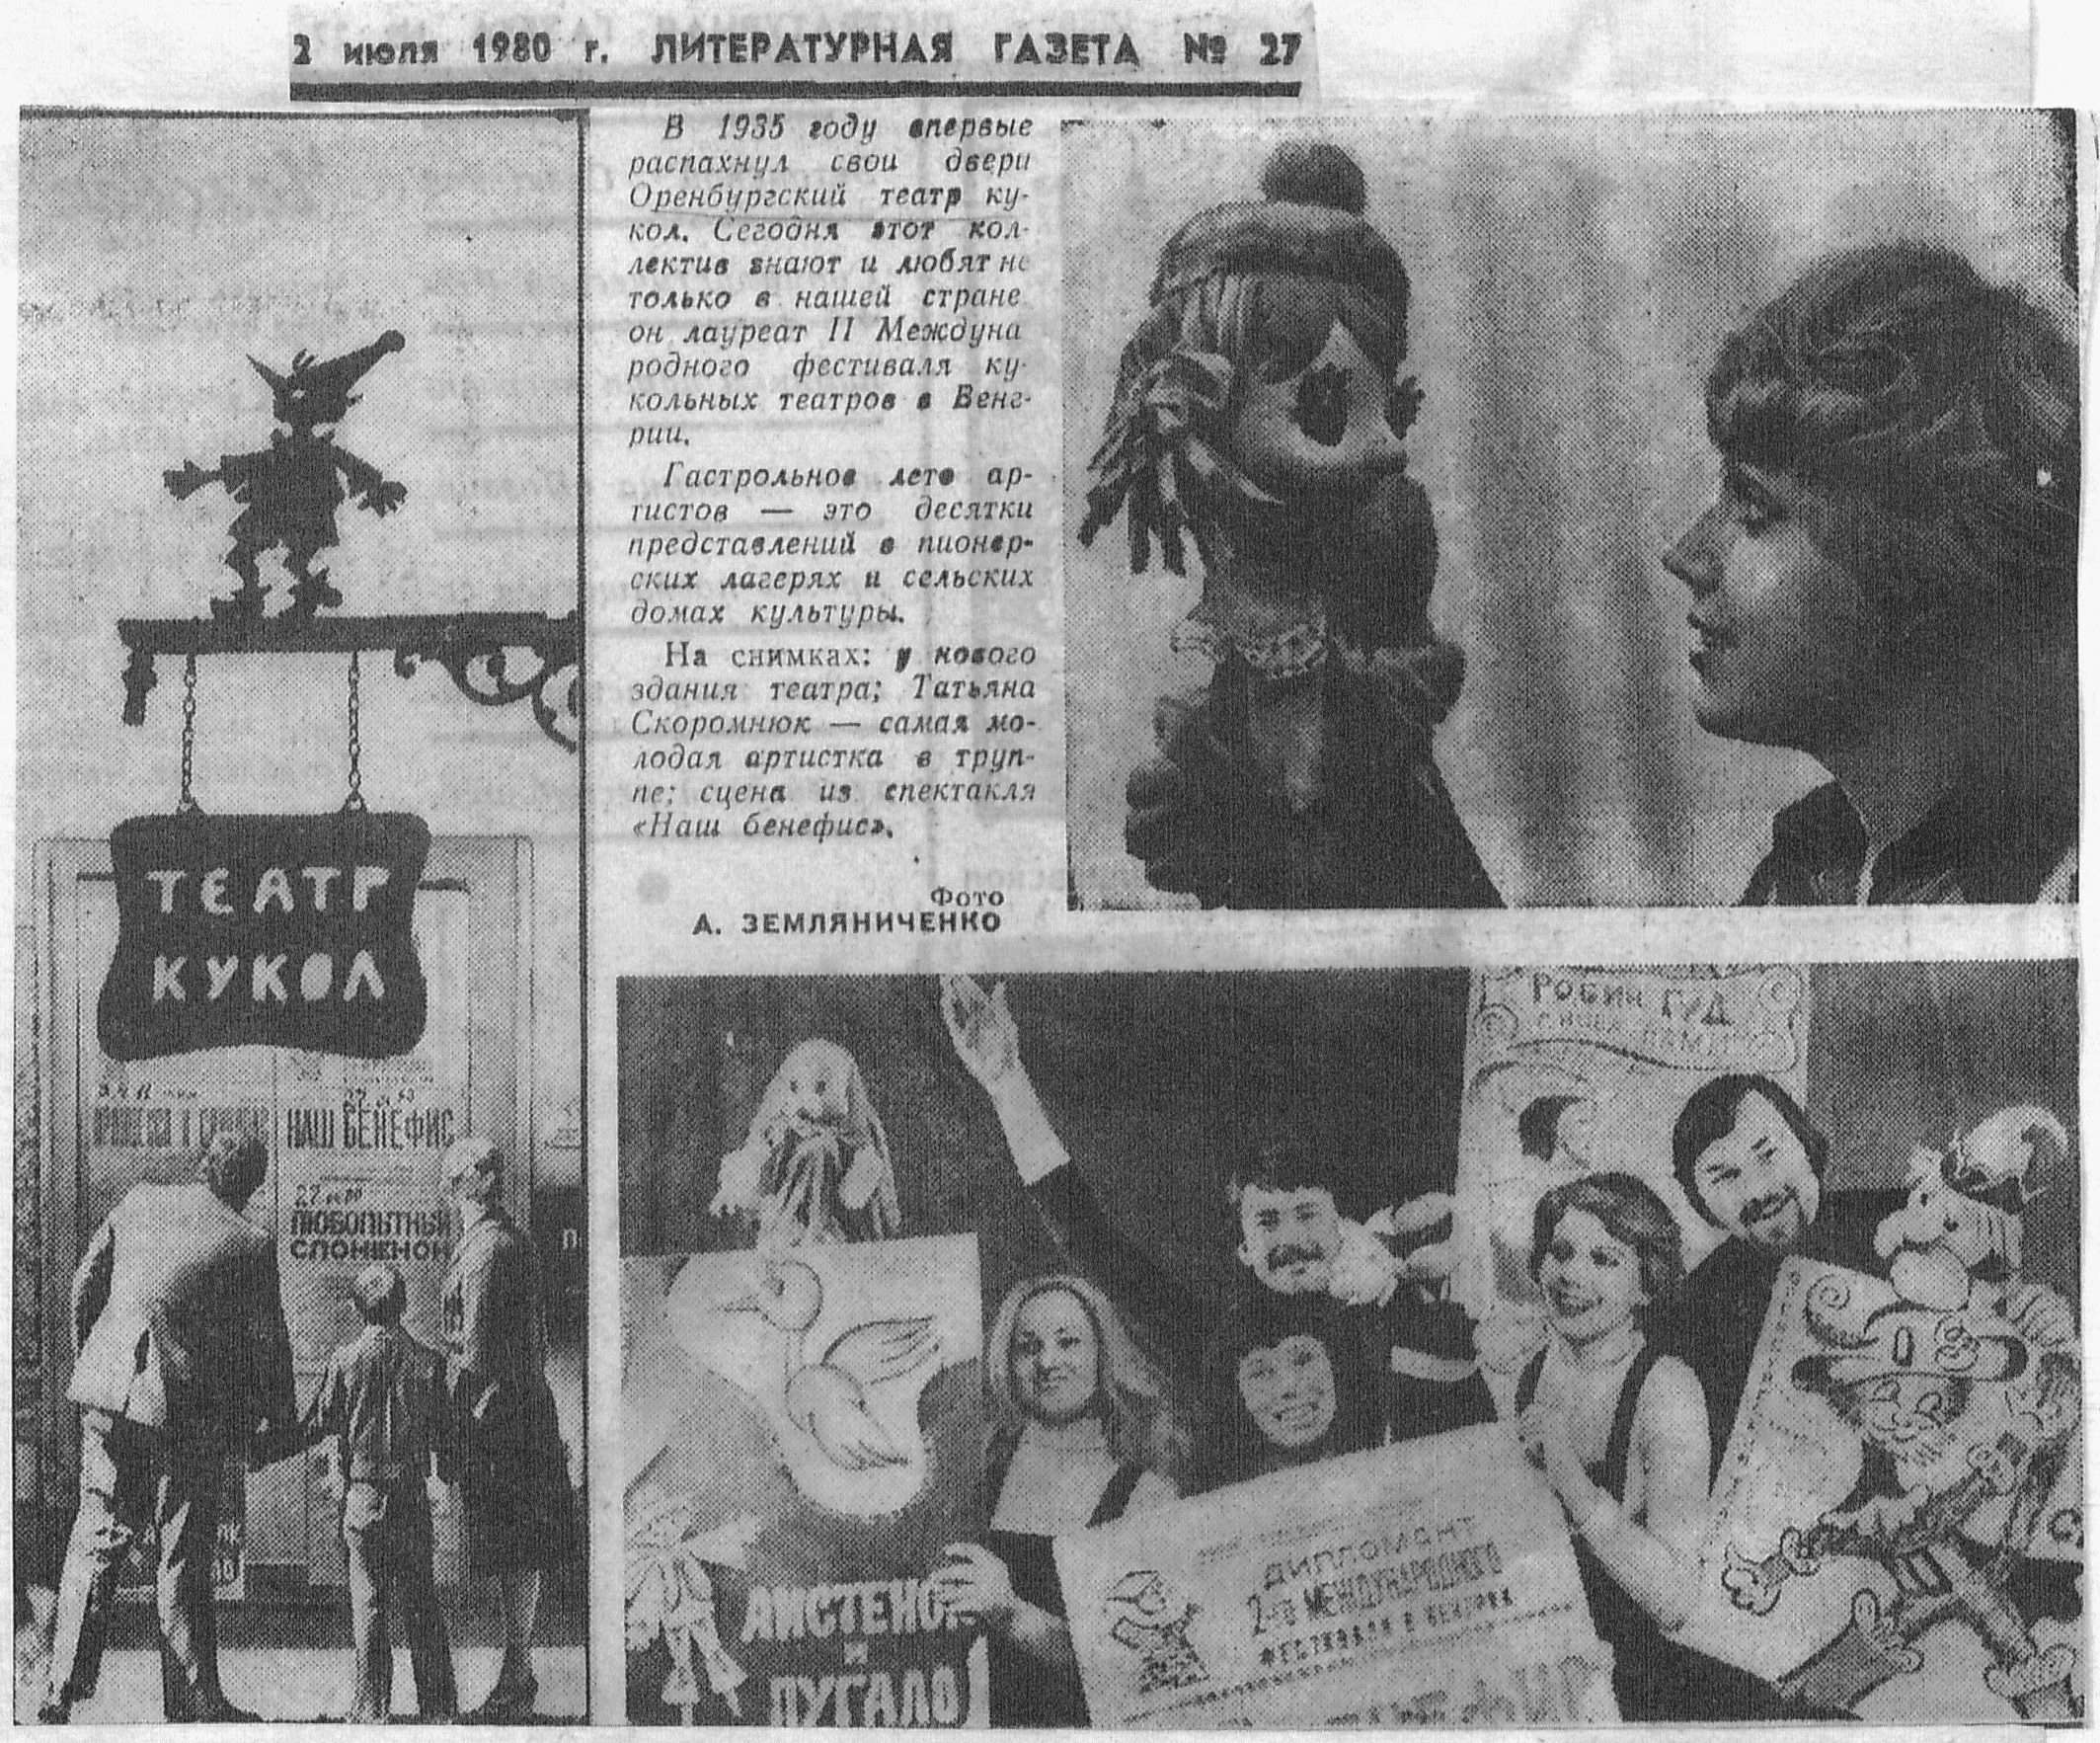 2 июля 1980 г. ЛИТЕРАТУРНАЯ ГАЗЕТА № 27
В 1935 году впервые
распахнул свои двери
Оренбургский театр ку-
кол. Сегодня этот кол-
лектив знают и любят не
только в нашей стране
он лауреат II Междуна
родного фестиваля ку-
кольных театров в Венг-
рии.
Гастрольное лето ар-
тистов — это десятки
представлений в пионер-
ских лагерях и сельских
домах культуры.
На снимках: у нового
здания театра; Татьяна
Скоромнюк — самая мо-
лодая артистка в труп-
пе; сцена из спектакля
«Наш бенефис».
Фото
А. ЗЕМЛЯНИЧЕНКО
ТЕАТР
КУКОЛ
НАШ БЕНЕФИС
22
ЛЮБОПЫТНЫЙ
СЛОНЕНОК
РОБИН ГУД
АИСТЕНОК
И
ПУГАЛО
ДИПЛОМАНТ
2-го МЕЖДУНАРОДНОГО
ФЕСТИВАЛЯ В ВЕНГРИИ